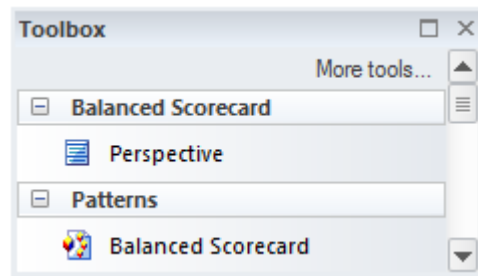 Toolbox
More tools...
Balanced Scorecard
Perspective
Patterns
Balanced Scorecard